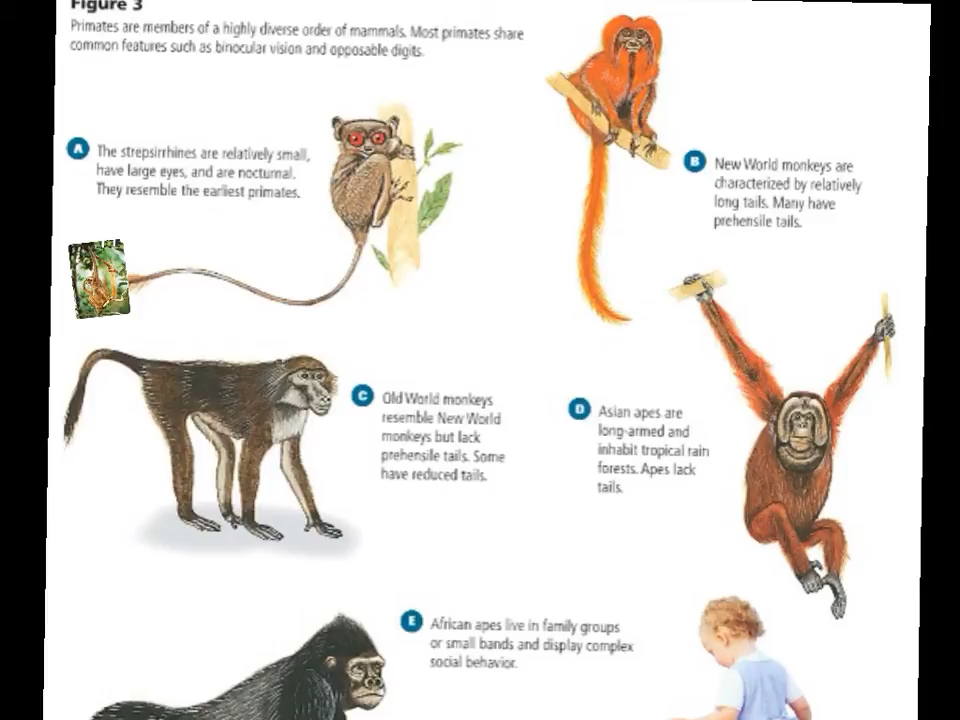 Figure 3
Primates are members of a highly diverse order of mammals. Most primates share
common features such as binocular vision and opposable digits.
A
The strepsirrhines are relatively small,
have large eyes, and are nocturnal.
They resemble the earliest primates.
B
New World monkeys are
characterized by relatively
long tails. Many have
prehensile tails.
C
Old World monkeys
resemble New World
monkeys but lack
prehensile tails. Some
have reduced tails.
D
Asian apes are
long-armed and
inhabit tropical rain
forests. Apes lack
tails.
E
African apes live in family groups
or small bands and display complex
social behavior.